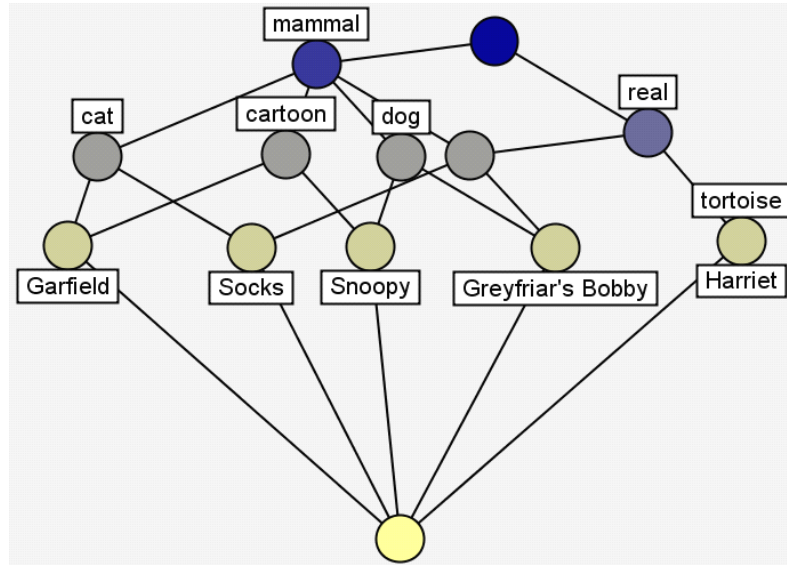 mammal
real
cat
cartoon
dog
tortoise
Garfield
Socks
Snoopy
Greyfriar's Bobby
Harriet